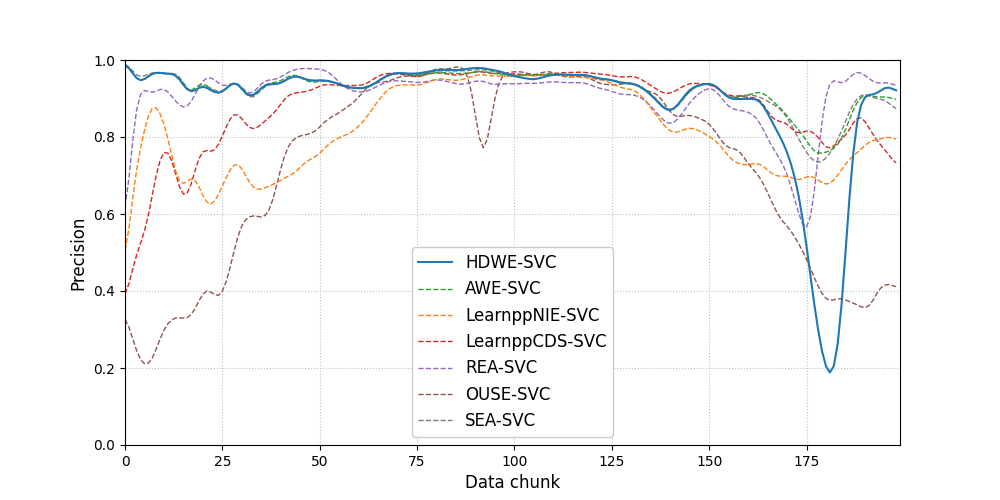 1.0
0.8
0.6
0.4
0.2
0.0
Precision
HDWE-SVC
AWE-SVC
LearnppNIE-SVC
LearnppCDS-SVC
REA-SVC
OUSE-SVC
SEA-SVC
0 25 50 75 100 125 150 175
Data chunk